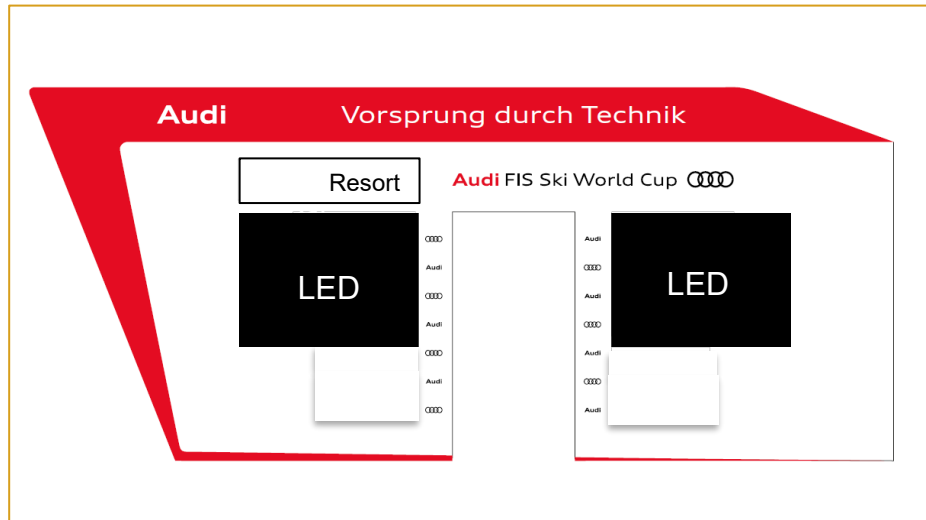 Audi Vorsprung durch Technik
Resort
Audi FIS Ski World Cup
LED
LED
Audi
Audi
Audi
Audi
Audi
Audi
Audi